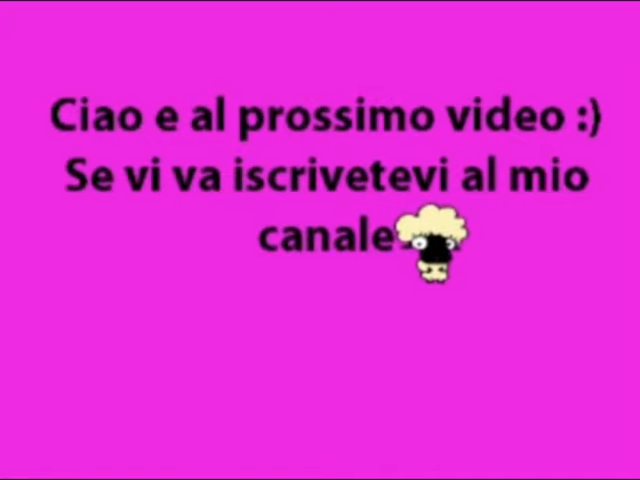 Ciao e al prossimo video :)
Se vi va iscrivetevi al mio
canale